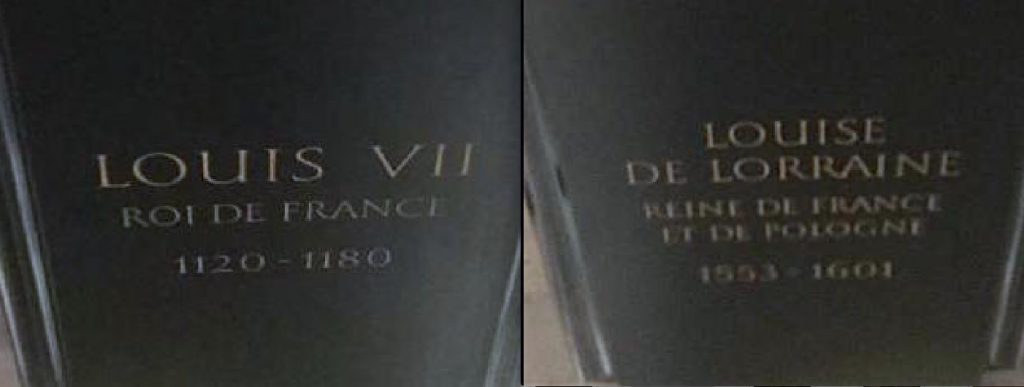 LOUIS VII
ROI DE FRANCE
1120-1180
LOUISE
DE LORRAINE
REINE DE FRANCE
ET DE POLOGNE
1553-1601